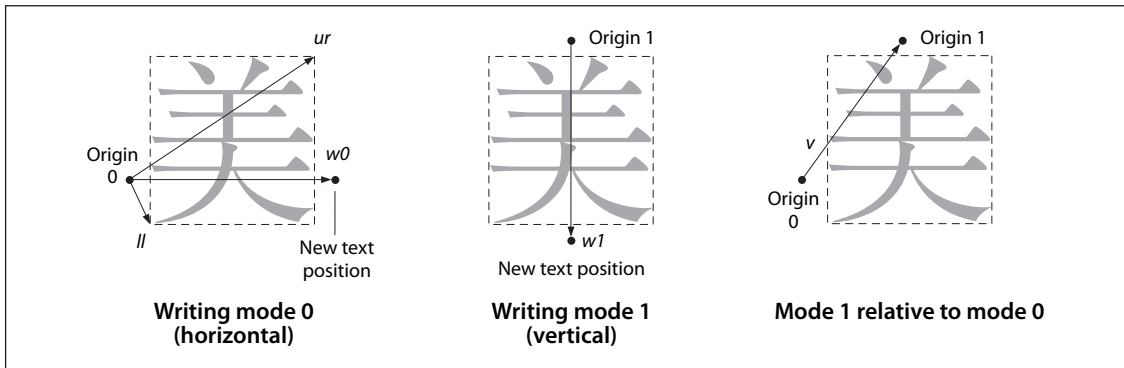 ur
美
Origin
0
w0
ll
New text
position
Writing mode 0
(horizontal)
Origin 1
美
w1
New text position
Writing mode 1
(vertical)
Origin 1
美
v
Origin
0
Mode 1 relative to mode 0